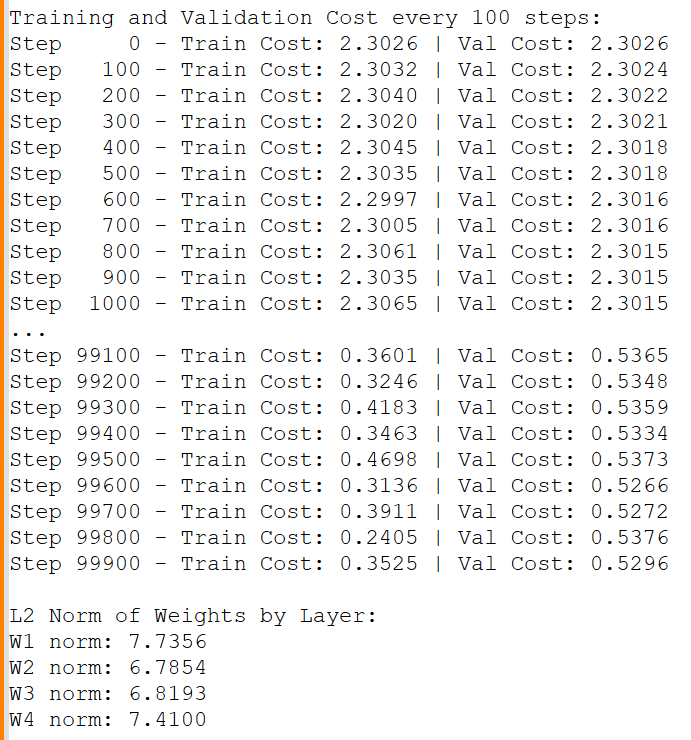 Training and Validation Cost every 100 steps:
Step     0 - Train Cost: 2.3026 | Val Cost: 2.3026
Step   100 - Train Cost: 2.3032 | Val Cost: 2.3024
Step   200 - Train Cost: 2.3040 | Val Cost: 2.3022
Step   300 - Train Cost: 2.3020 | Val Cost: 2.3021
Step   400 - Train Cost: 2.3045 | Val Cost: 2.3018
Step   500 - Train Cost: 2.3035 | Val Cost: 2.3018
Step   600 - Train Cost: 2.2997 | Val Cost: 2.3016
Step   700 - Train Cost: 2.3005 | Val Cost: 2.3016
Step   800 - Train Cost: 2.3061 | Val Cost: 2.3015
Step   900 - Train Cost: 2.3035 | Val Cost: 2.3015
Step  1000 - Train Cost: 2.3065 | Val Cost: 2.3015
...
Step 99100 - Train Cost: 0.3601 | Val Cost: 0.5365
Step 99200 - Train Cost: 0.3246 | Val Cost: 0.5348
Step 99300 - Train Cost: 0.4183 | Val Cost: 0.5359
Step 99400 - Train Cost: 0.3463 | Val Cost: 0.5334
Step 99500 - Train Cost: 0.4698 | Val Cost: 0.5373
Step 99600 - Train Cost: 0.3136 | Val Cost: 0.5266
Step 99700 - Train Cost: 0.3911 | Val Cost: 0.5272
Step 99800 - Train Cost: 0.2405 | Val Cost: 0.5376
Step 99900 - Train Cost: 0.3525 | Val Cost: 0.5296
L2 Norm of Weights by Layer:
W1 norm: 7.7356
W2 norm: 6.7854
W3 norm: 6.8193
W4 norm: 7.4100